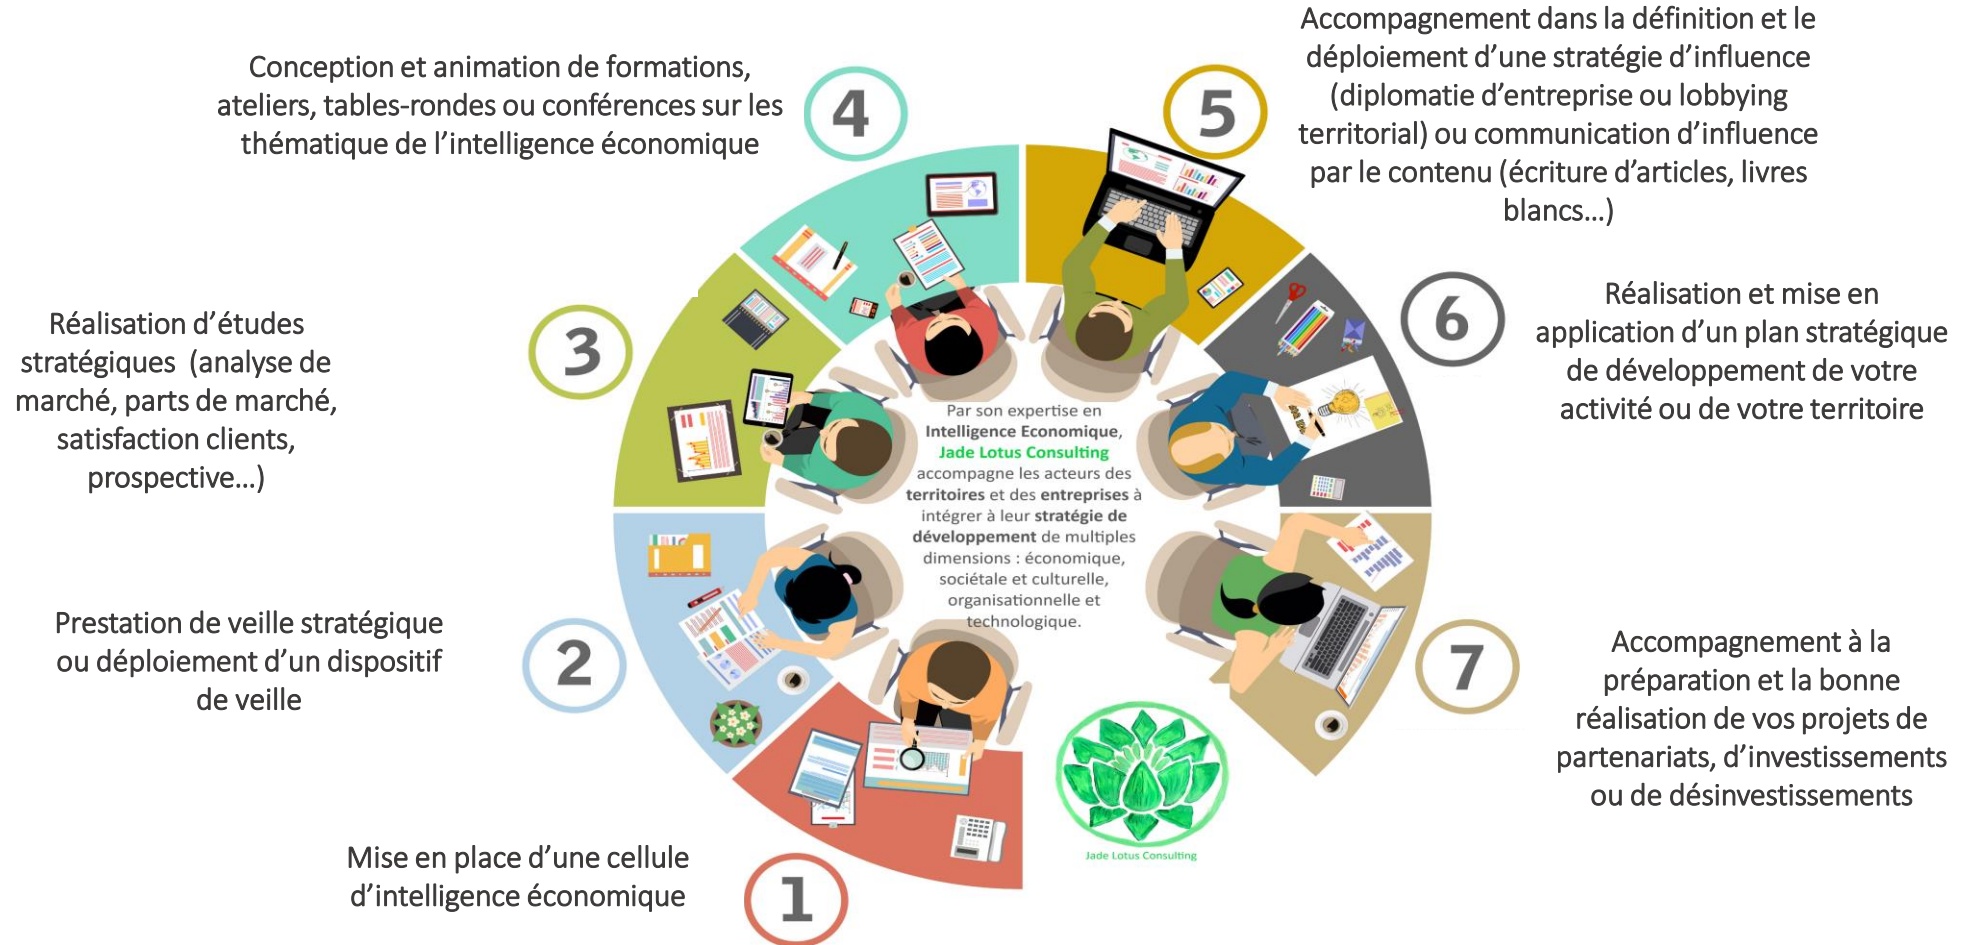 Mise en place d’une cellule
d’intelligence économique
1
Prestation de veille stratégique
ou déploiement d’un dispositif
de veille
2
Réalisation d’études
stratégiques (analyse de
marché, parts de marché,
satisfaction clients,
prospective...)
3
Conception et animation de formations,
ateliers, tables-rondes ou conférences sur les
thématique de l’intelligence économique
4
5
Accompagnement dans la définition et le
déploiement d’une stratégie d’influence
(diplomatie d’entreprise ou lobbying
territorial) ou communication d’influence
par le contenu (écriture d’articles, livres
blancs...)
6
Réalisation et mise en
application d’un plan stratégique
de développement de votre
activité ou de votre territoire
7
Accompagnement à la
préparation et la bonne
réalisation de vos projets de
partenariats, d’investissements
ou de désinvestissements
Par son expertise en
Intelligence Economique,
Jade Lotus Consulting
accompagne les acteurs des
territoires et des entreprises à
intégrer à leur stratégie de
développement de multiples
dimensions : économique,
sociétale et culturelle,
organisationnelle et
technologique.
Jade Lotus Consulting